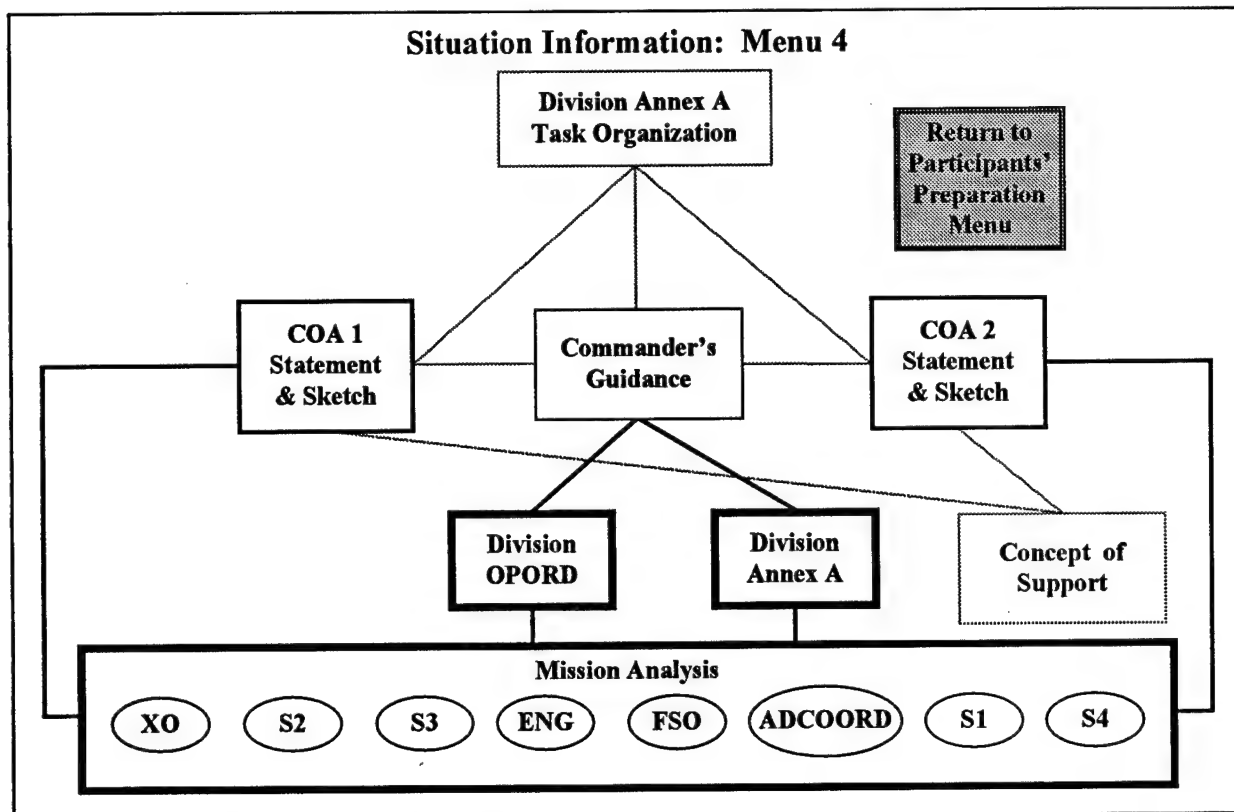 Situation Information: Menu 4
Division Annex A
Task Organization
Return to
Participants'
Preparation
Menu
COA 1
Statement
& Sketch
Commander's
Guidance
COA 2
Statement
& Sketch
Division
OPORD
Division
Annex A
Concept of
Support
Mission Analysis
XO
S2
S3
ENG
FSO
ADCOORD
S1
S4